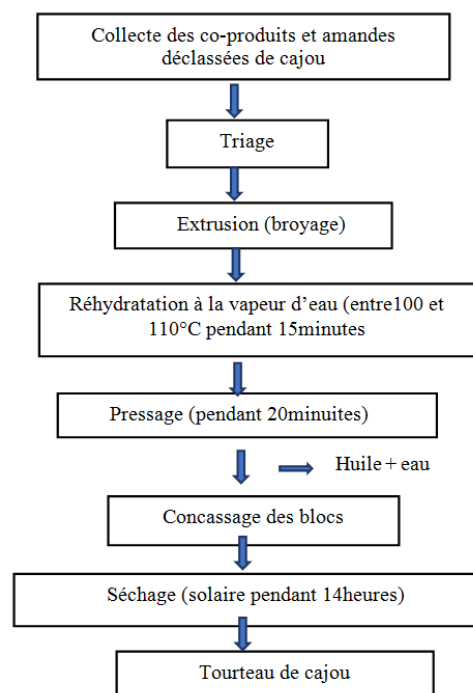 Collecte des co-produits et amandes
déclassées de cajou
Triage
Extrusion (broyage)
Réhydratation à la vapeur d’eau (entre100 et
110°C pendant 15minutes
Pressage (pendant 20minuites)
Huile + eau
Concassage des blocs
Séchage (solaire pendant 14heures)
Tourteau de cajou